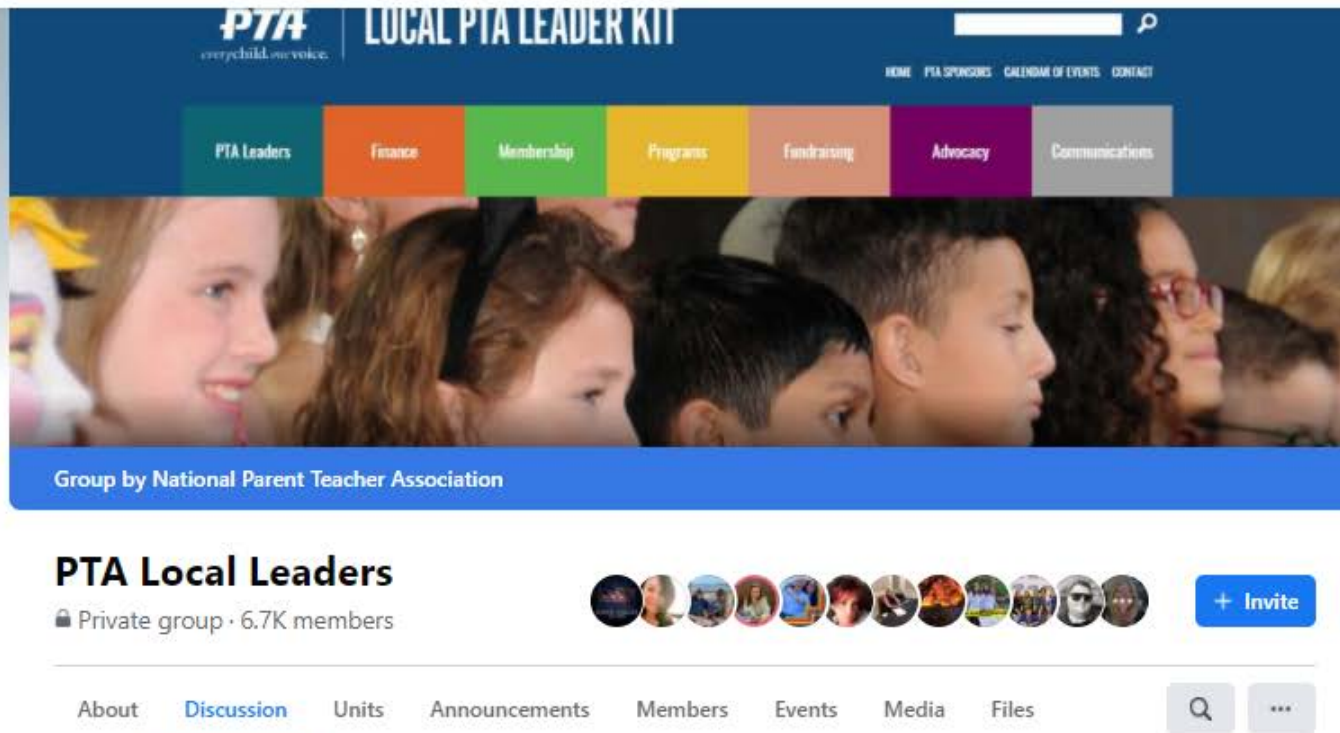 PTA
everychild.onevoice.
LOCAL PTA LEADER KIT
HOME PTA SPONSORS CALENDAR OF EVENTS CONTACT
PTA Leaders Finance Membership Programs Fundraising Advocacy Communications
Group by National Parent Teacher Association
PTA Local Leaders
Private group · 6.7K members
+ Invite
About Discussion Units Announcements Members Events Media Files